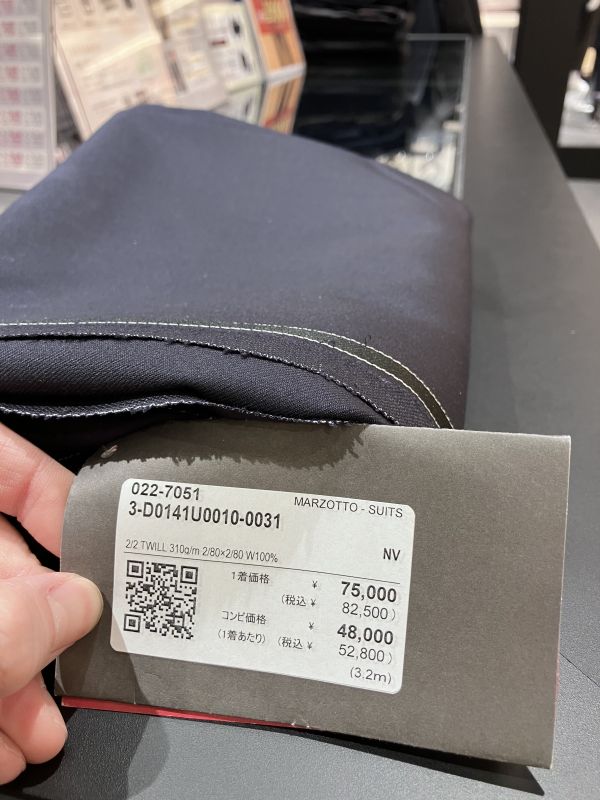 022-7051
MARZOTTO - SUITS
3-D0141U0010-0031
NV
2/2 TWILL 310g/m 2/80×2/80 W100%
1着価格 ¥ 75,000
(税込 ¥ 82,500)
コンビ価格 ¥ 48,000
(1着あたり) (税込 ¥ 52,800)
(3.2m)